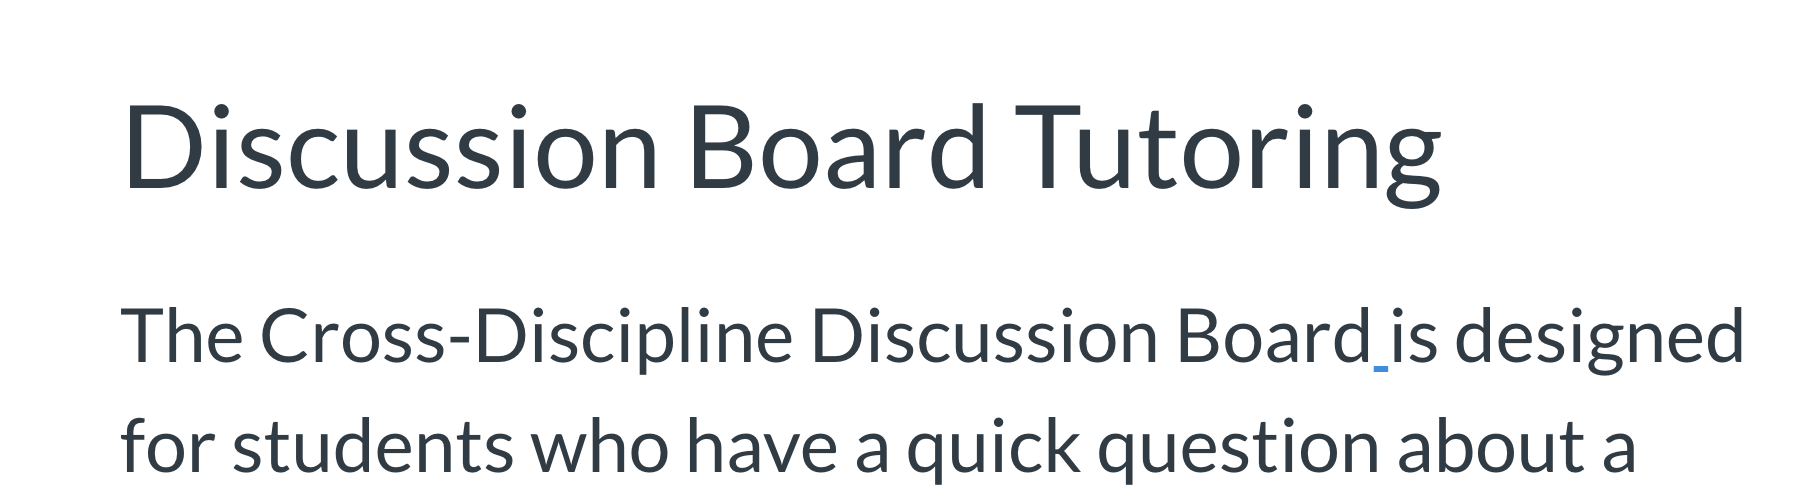 Discussion Board Tutoring
The Cross-Discipline Discussion Board is designed
for students who have a quick question about a